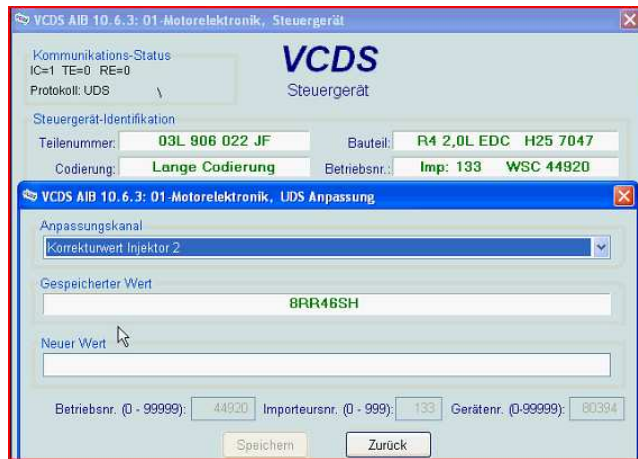 VCDS AIB 10.6.3: 01-Motorelektronik, Steuergerät
Kommunikations-Status
IC=1 TE=0 RE=0
Protokoll: UDS \
VCDS
Steuergerät
Steuergerät-Identifikation
Teilenummer: 03L 906 022 JF Bauteil: R4 2,0L EDC H25 7047
Codierung: Lange Codierung Betriebsnr.: Imp: 133 WSC 44920
VCDS AIB 10.6.3: 01-Motorelektronik, UDS Anpassung
Anpassungskanal
Korrekturwert Injektor 2
Gespeicherter Wert
8RR46SH
Neuer Wert
Betriebsnr. (0 - 99999): 44920 Importeursnr. (0 - 999): 133 Gerätenr. (0-99999): 80394
Speichern Zurück